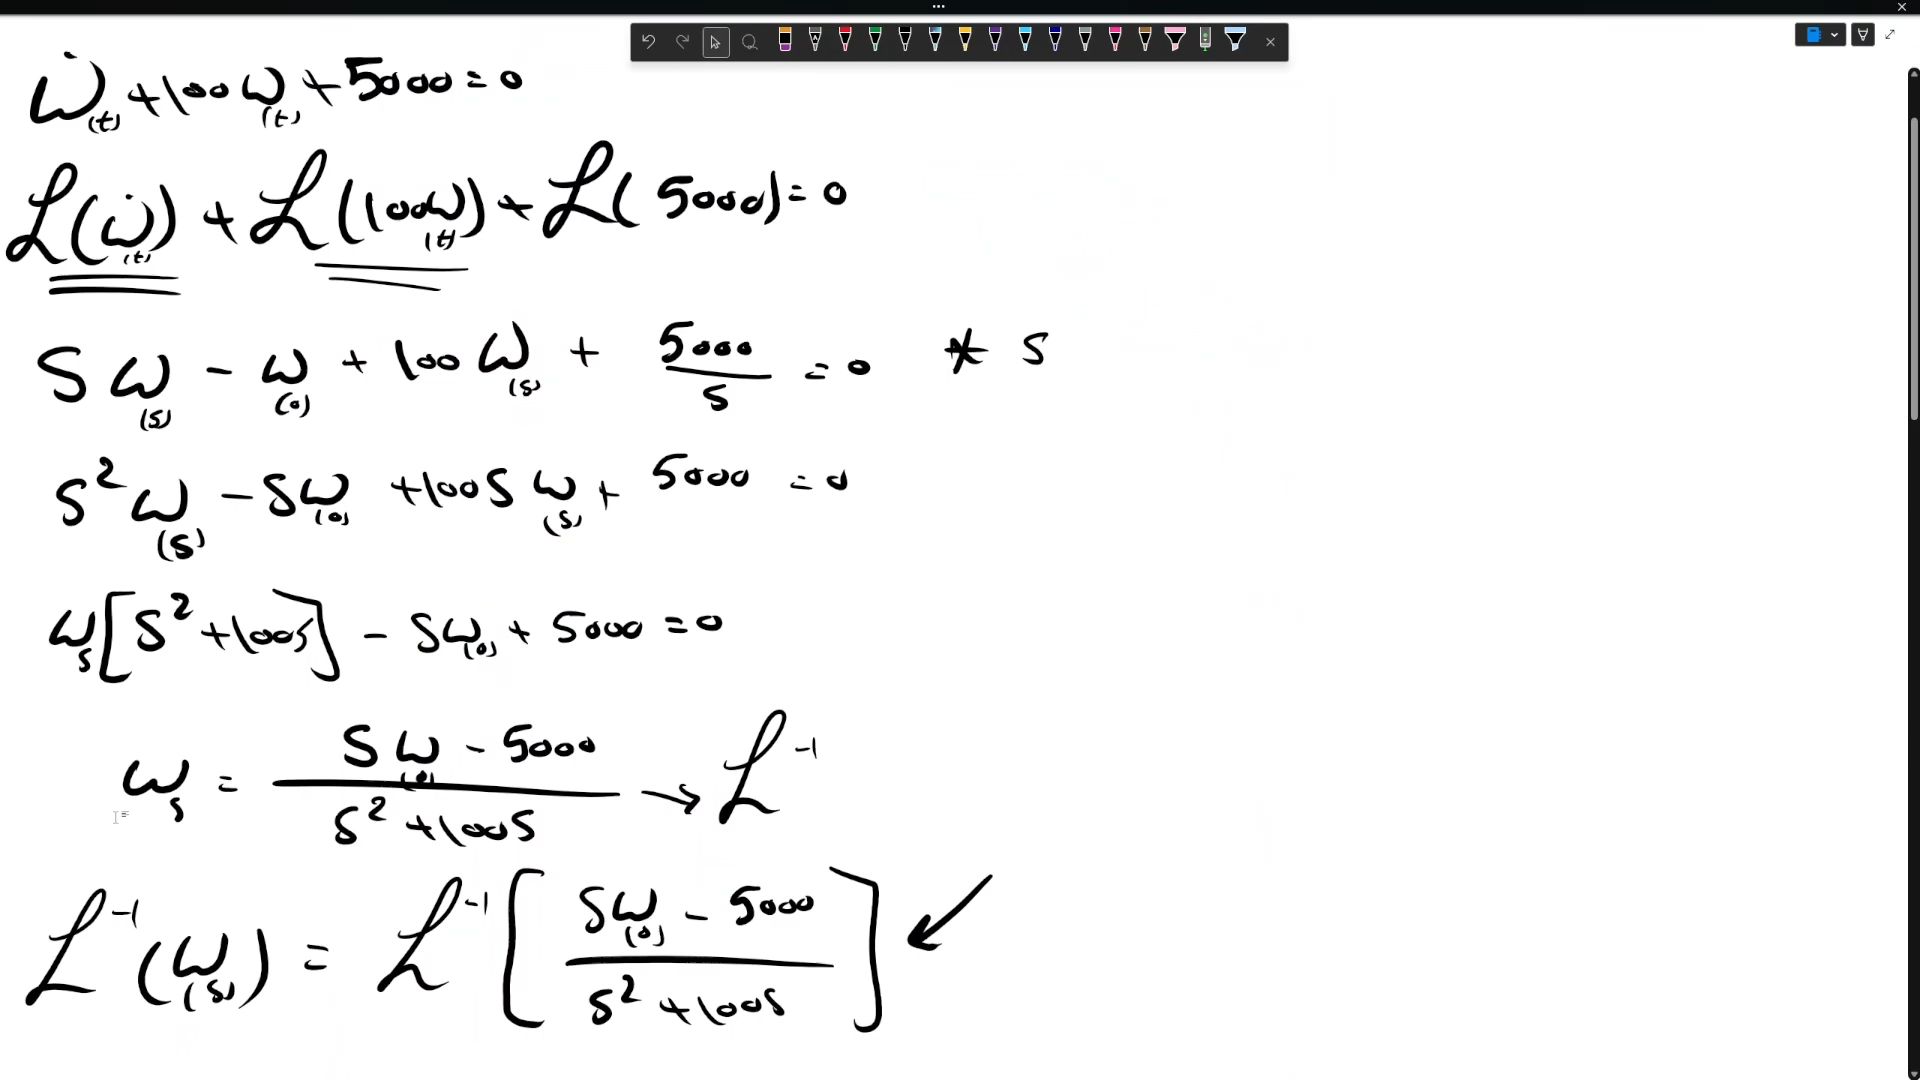 ẇ(t) + 100ω(t) + 5000 = 0
ℒ(ẇ(t)) + ℒ(100ω(t)) + ℒ(5000) = 0
Sω(s) - ω(0) + 100ω(s) + 5000/s = 0 * S
S²ω(s) - Sω(0) + 100Sω(s) + 5000 = 0
ωs[S² + 100S] - Sω(0) + 5000 = 0
ωs = (Sω(0) - 5000)/(S² + 100S) → ℒ⁻¹
ℒ⁻¹(ω(s)) = ℒ⁻¹[(Sω(0) - 5000)/(S² + 100S)]